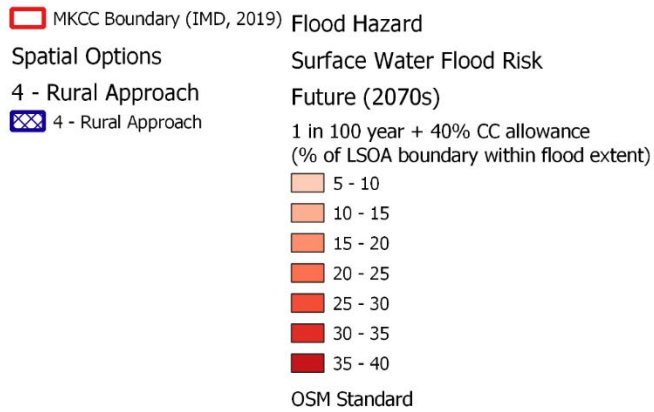 MKCC Boundary (IMD, 2019)
Spatial Options
4 - Rural Approach
4 - Rural Approach
Flood Hazard
Surface Water Flood Risk
Future (2070s)
1 in 100 year + 40% CC allowance
(% of LSOA boundary within flood extent)
5 - 10
10 - 15
15 - 20
20 - 25
25 - 30
30 - 35
35 - 40
OSM Standard